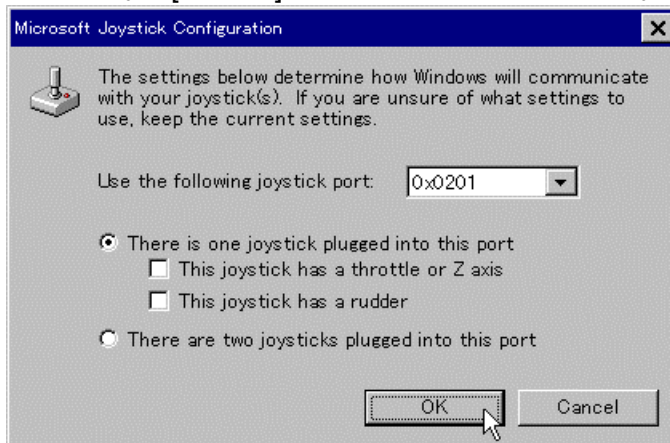 Microsoft Joystick Configuration
The settings below determine how Windows will communicate
with your joystick(s). If you are unsure of what settings to
use, keep the current settings.
Use the following joystick port: 0x0201
There is one joystick plugged into this port
This joystick has a throttle or Z axis
This joystick has a rudder
There are two joysticks plugged into this port
OK Cancel